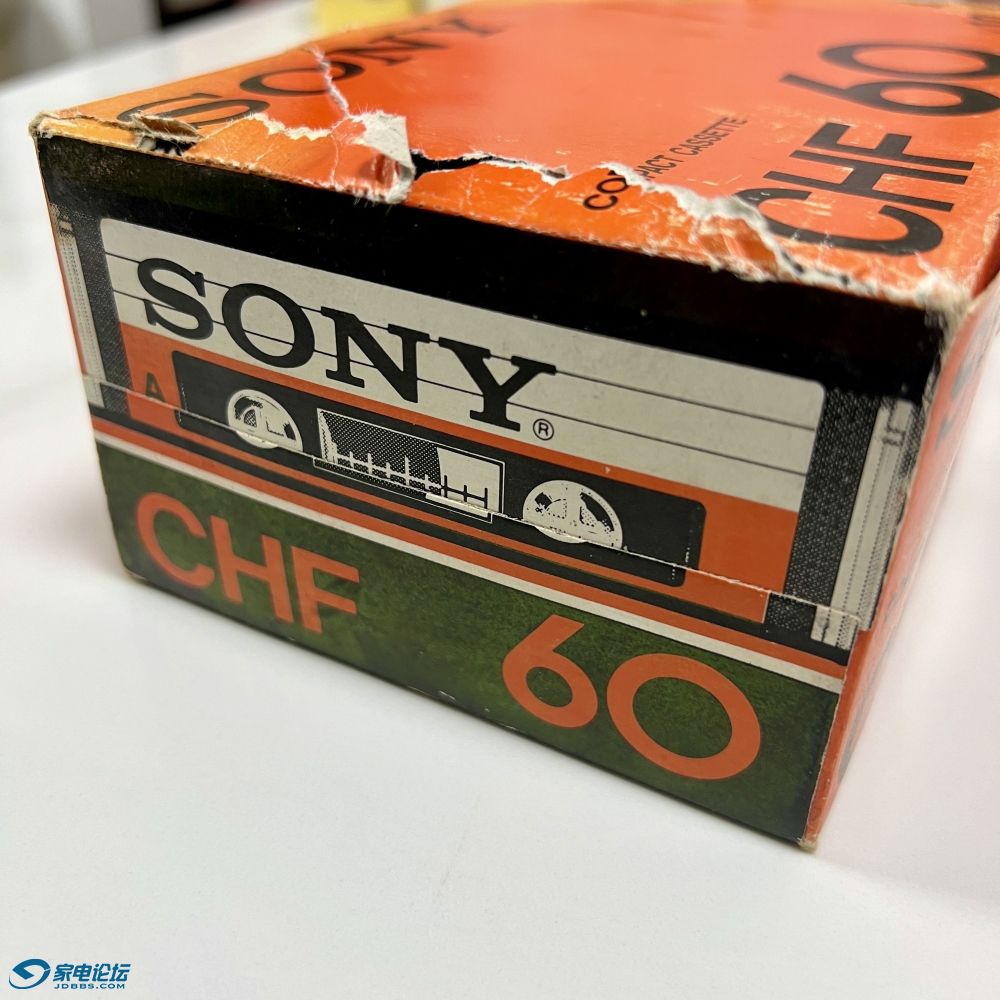 SONY
CHF 60
COMPACT CASSETTE
SONY®
A
CHF 60
家电论坛
JDBBS.COM